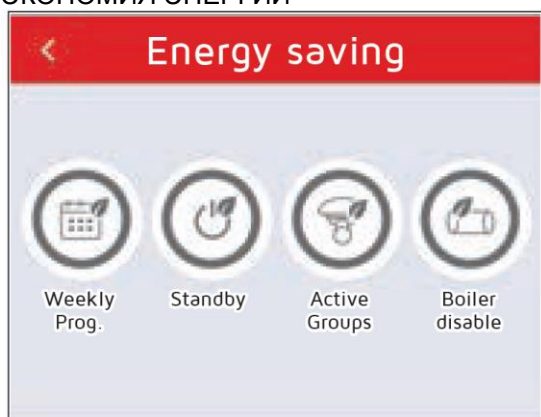 ЭКОНОМИЯ ЭНЕРГИИ
Energy saving
Weekly Prog.
Standby
Active Groups
Boiler disable